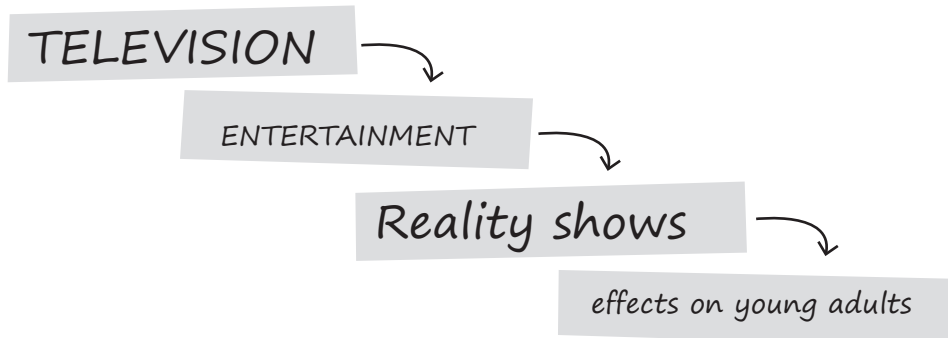 TELEVISION
ENTERTAINMENT
Reality shows
effects on young adults